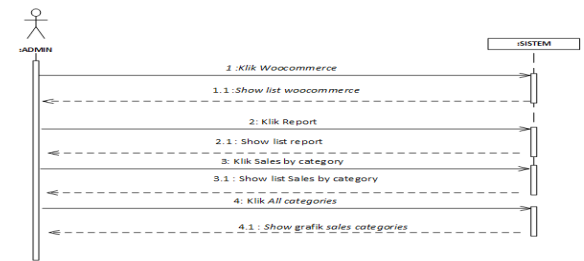 :ADMIN
:SISTEM
1 :Klik Woocommerce
1.1 :Show list woocommerce
2: Klik Report
2.1 : Show list report
3: Klik Sales by category
3.1 : Show list Sales by category
4: Klik All categories
4.1 : Show grafik sales categories